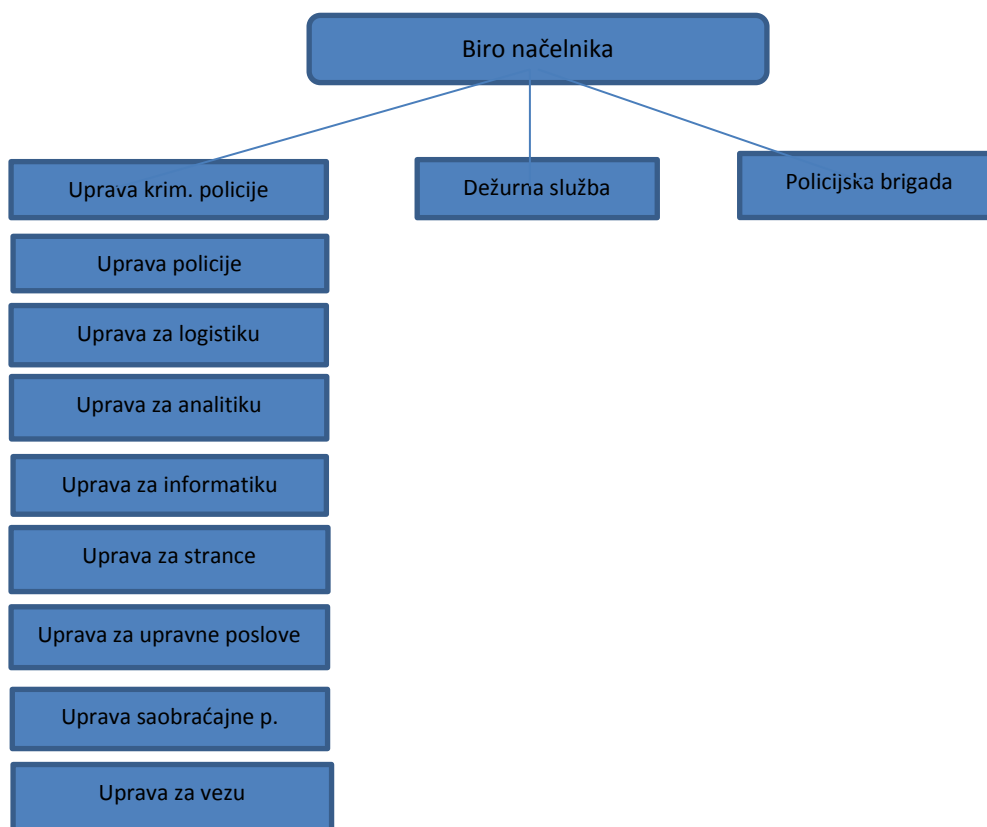 Biro načelnika
Uprava krim. policije
Dežurna služba
Policijska brigada
Uprava policije
Uprava za logistiku
Uprava za analitiku
Uprava za informatiku
Uprava za strance
Uprava za upravne poslove
Uprava saobraćajne p.
Uprava za vezu